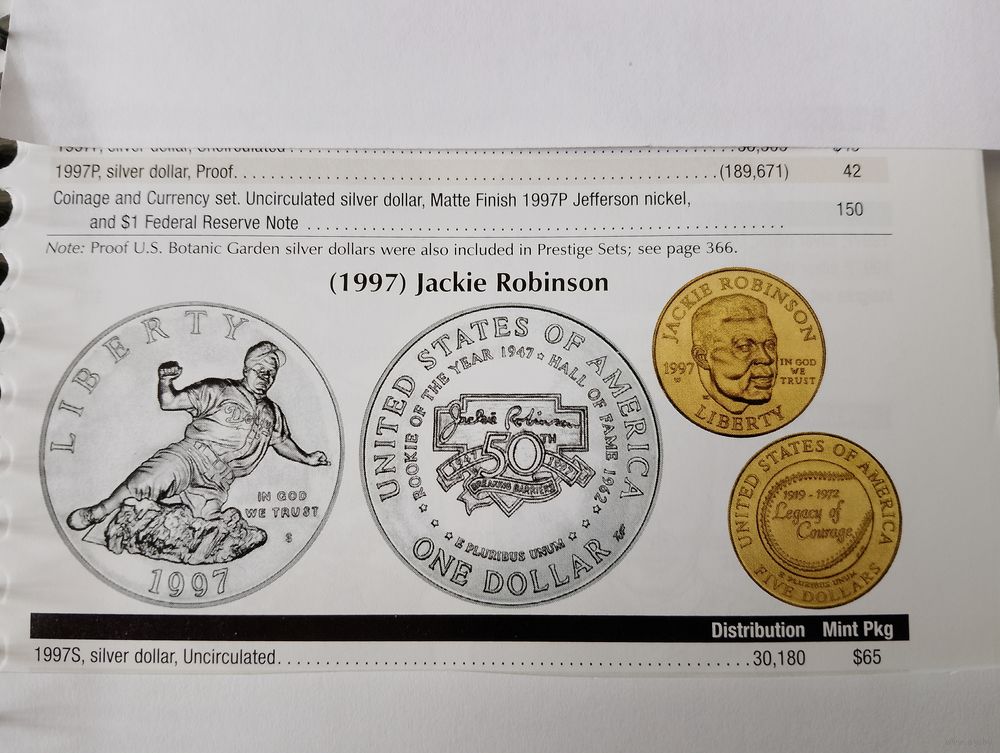 silver dollar, Uncirculated
1997P, silver dollar, Proof. (189,671) 42
Coinage and Currency set. Uncirculated silver dollar, Matte Finish 1997P Jefferson nickel,
and $1 Federal Reserve Note 150
Note: Proof U.S. Botanic Garden silver dollars were also included in Prestige Sets; see page 366.
(1997) Jackie Robinson
LIBERTY
Dodgers
IN GOD
WE TRUST
S
1997
UNITED STATES OF AMERICA
ROOKIE OF THE YEAR 1947 ☆ HALL OF FAME 1962
Jackie Robinson
50TH
1947 1997
BREAKING BARRIERS
E PLURIBUS UNUM
ONE DOLLAR
JACKIE ROBINSON
1997
W
IN GOD
WE
TRUST
LIBERTY
UNITED STATES OF AMERICA
1919 - 1972
Legacy of
Courage
E PLURIBUS UNUM
FIVE DOLLARS
Distribution Mint Pkg
1997S, silver dollar, Uncirculated. 30,180 $65